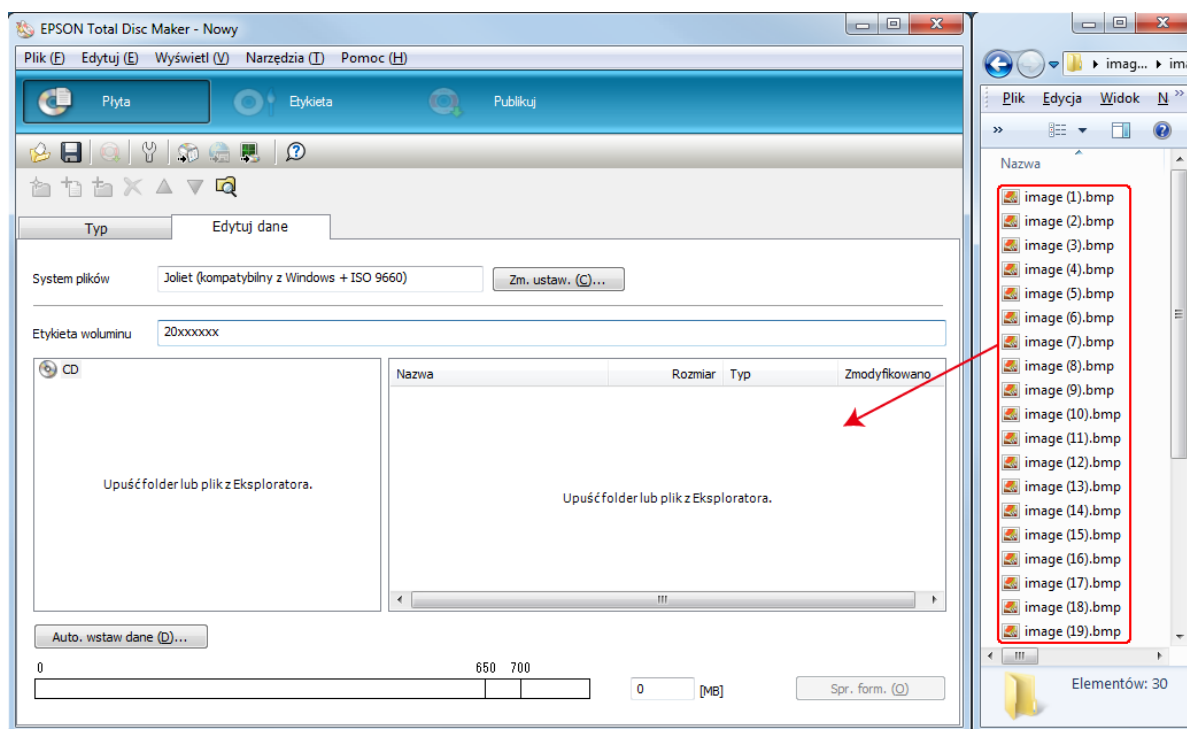 EPSON Total Disc Maker - Nowy
Plik (F) Edytuj (E) Wyświetl (V) Narzędzia (T) Pomoc (H)
Płyta Etykieta Publikuj
Typ Edytuj dane
System plików Joliet (kompatybilny z Windows + ISO 9660) Zm. ustaw. (C)...
Etykieta woluminu 20xxxxxx
CD
Upuść folder lub plik z Eksploratora.
Nazwa Rozmiar Typ Zmodyfikowano
Upuść folder lub plik z Eksploratora.
Auto. wstaw dane (D)...
0 650 700
0 [MB] Spr. form. (O)
imag... ima
Plik Edycja Widok N »
»
Nazwa
image (1).bmp
image (2).bmp
image (3).bmp
image (4).bmp
image (5).bmp
image (6).bmp
image (7).bmp
image (8).bmp
image (9).bmp
image (10).bmp
image (11).bmp
image (12).bmp
image (13).bmp
image (14).bmp
image (15).bmp
image (16).bmp
image (17).bmp
image (18).bmp
image (19).bmp
Elementów: 30